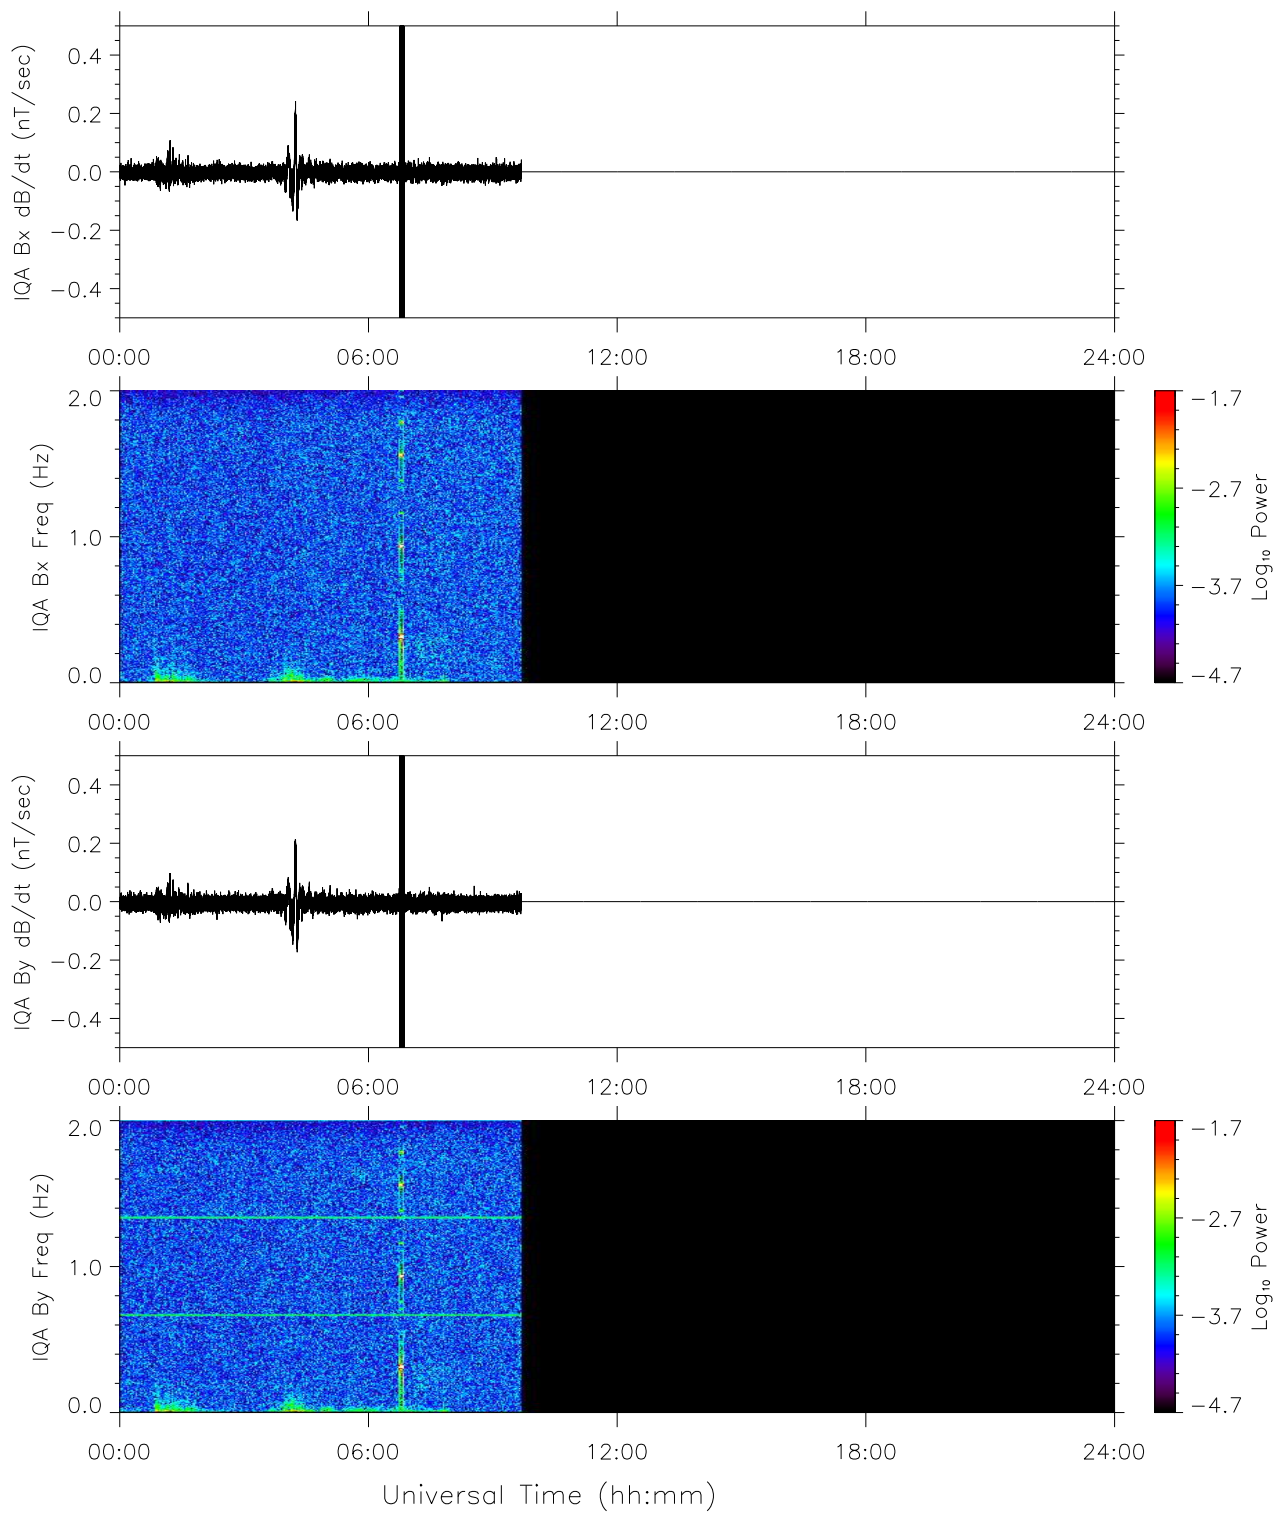 IQA Bx dB/dt (nT/sec)
0.4
0.2
0.0
−0.2
−0.4
00:00 06:00 12:00 18:00 24:00
IQA Bx Freq (Hz)
2.0
1.0
0.0
−1.7
−2.7
−3.7
−4.7
Log₁₀ Power
00:00 06:00 12:00 18:00 24:00
IQA By dB/dt (nT/sec)
0.4
0.2
0.0
−0.2
−0.4
00:00 06:00 12:00 18:00 24:00
IQA By Freq (Hz)
2.0
1.0
0.0
−1.7
−2.7
−3.7
−4.7
Log₁₀ Power
00:00 06:00 12:00 18:00 24:00
Universal Time (hh:mm)